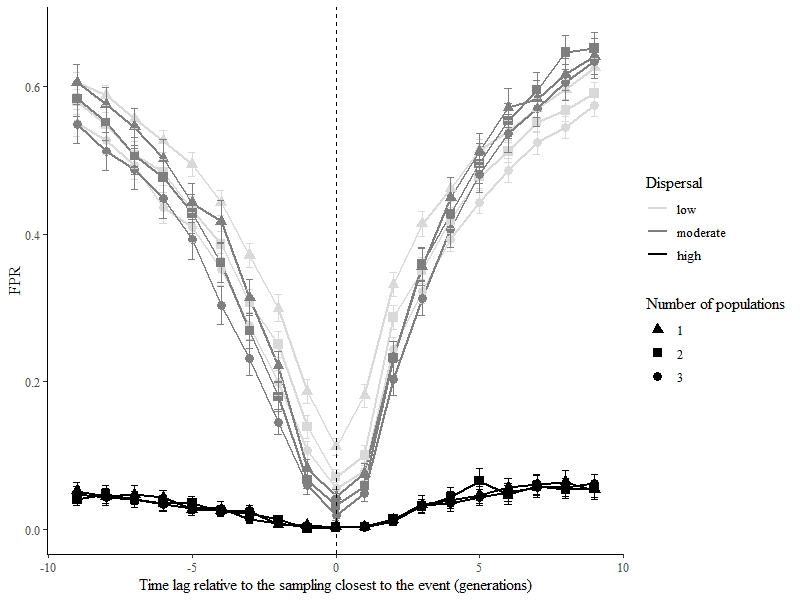 FPR
0.6
0.4
0.2
0.0
-10
-5
0
5
10
Time lag relative to the sampling closest to the event (generations)
Dispersal
low
moderate
high
Number of populations
1
2
3